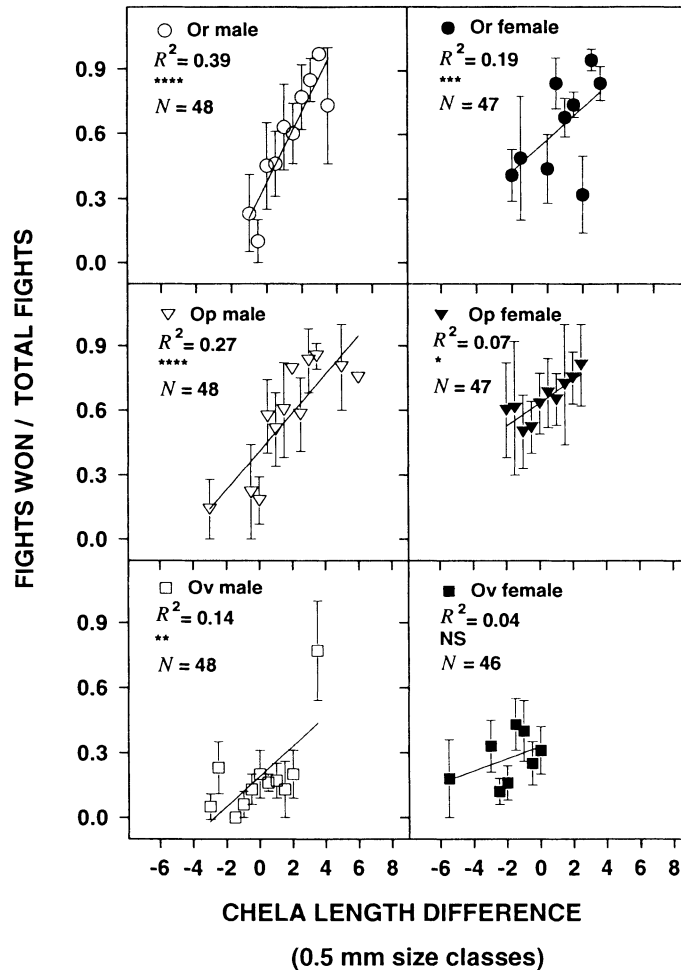 FIGHTS WON / TOTAL FIGHTS
○ Or male
R² = 0.39
****
N = 48
● Or female
R² = 0.19
***
N = 47
0.9
0.6
0.3
0.0
▽ Op male
R² = 0.27
****
N = 48
▼ Op female
R² = 0.07
*
N = 47
0.9
0.6
0.3
0.0
□ Ov male
R² = 0.14
**
N = 48
■ Ov female
R² = 0.04
NS
N = 46
0.9
0.6
0.3
0.0
-6 -4 -2 0 2 4 6 8
-6 -4 -2 0 2 4 6 8
CHELA LENGTH DIFFERENCE
(0.5 mm size classes)